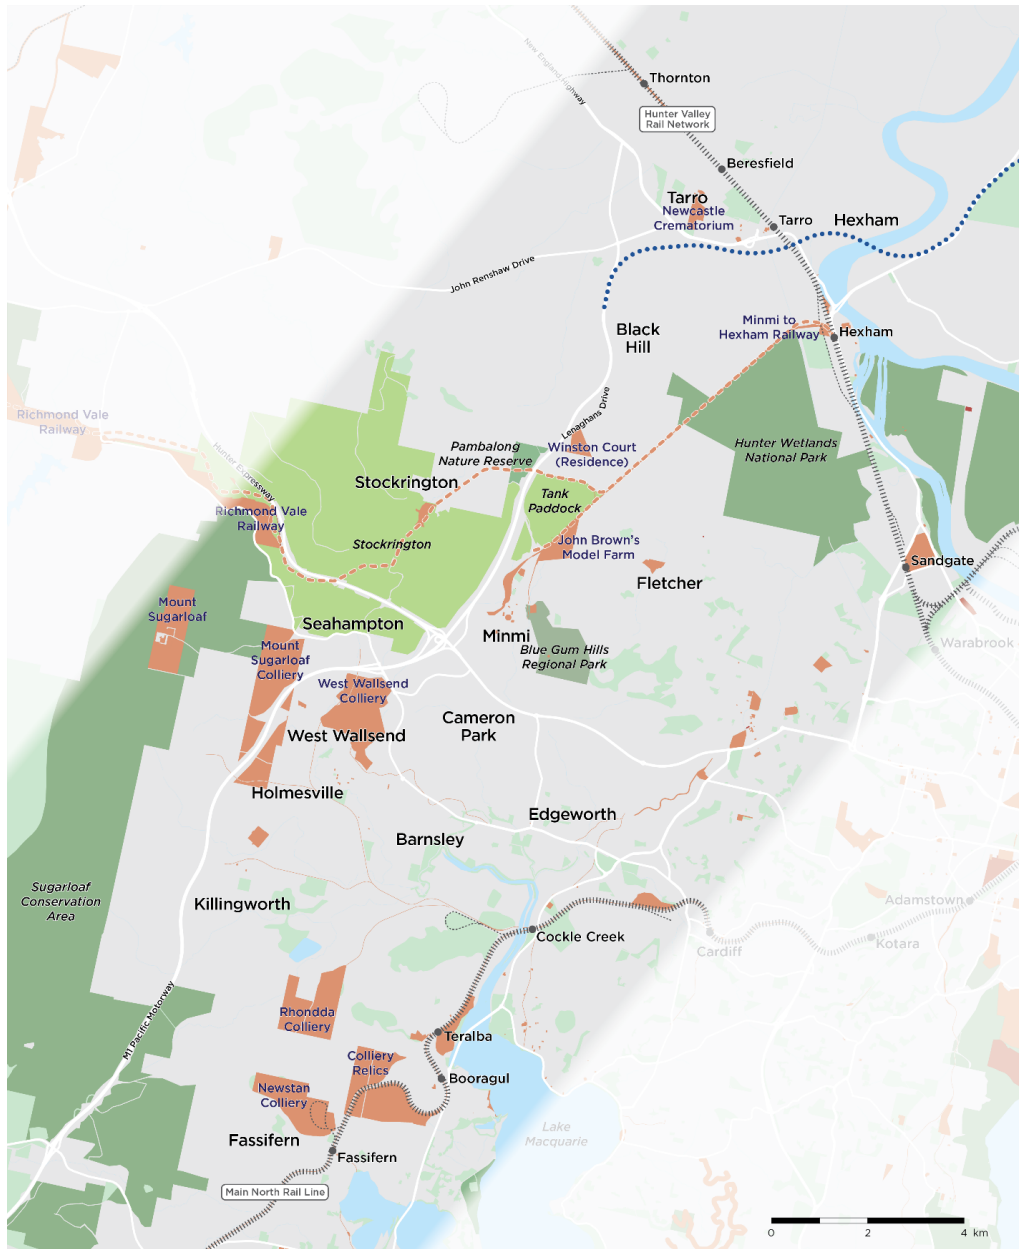 New England Highway
Thornton
Hunter Valley
Rail Network
Beresfield
Tarro
Newcastle
Crematorium
Tarro
Hexham
John Renshaw Drive
Minmi to
Hexham Railway
Hexham
Black
Hill
Lenaghans Drive
Richmond Vale
Railway
Hunter Expressway
Pambalong
Nature Reserve
Winston Court
(Residence)
Hunter Wetlands
National Park
Stockrington
Tank
Paddock
Richmond Vale
Railway
Stockrington
John Brown's
Model Farm
Sandgate
Fletcher
Mount
Sugarloaf
Seahampton
Minmi
Warabrook
Mount
Sugarloaf
Colliery
Blue Gum Hills
Regional Park
West Wallsend
Colliery
Cameron
Park
West Wallsend
Holmesville
Edgeworth
Barnsley
Sugarloaf
Conservation
Area
Killingworth
Adamstown
Cockle Creek
Kotara
Cardiff
M1 Pacific Motorway
Rhondda
Colliery
Teralba
Colliery
Relics
Booragul
Newstan
Colliery
Fassifern
Lake
Macquarie
Fassifern
Main North Rail Line
0 2 4 km